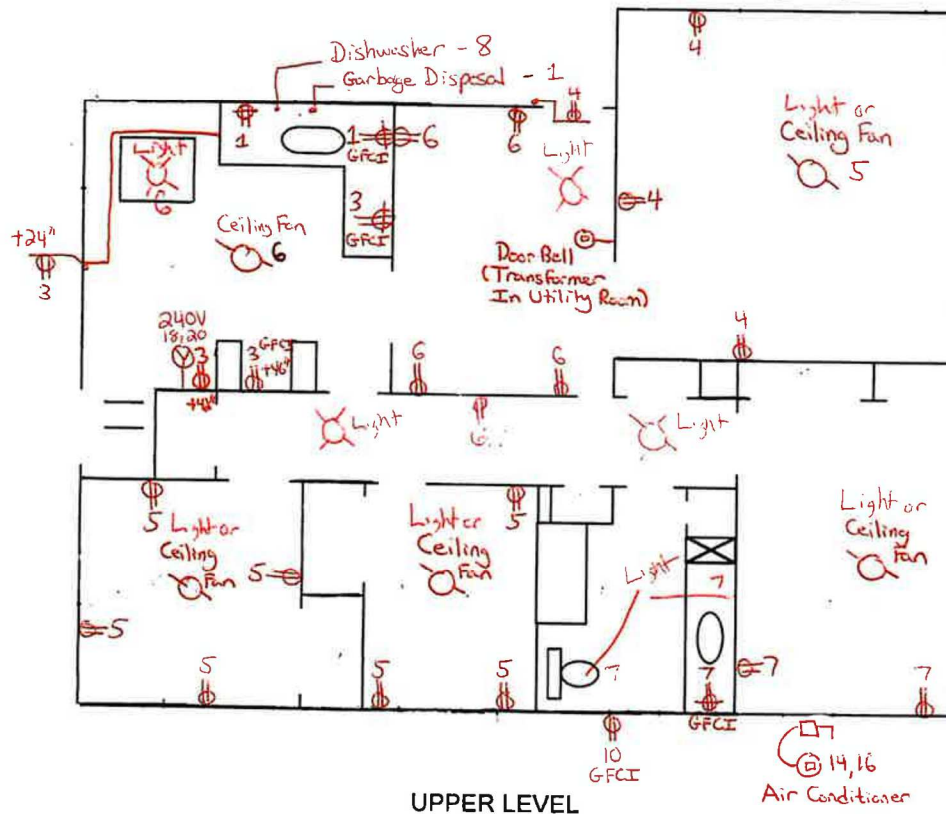 Dishwasher - 8
Garbage Disposal - 1
4
4
Light or
Ceiling Fan
5
1
1
GFCI
6
6
Light
Light
6
3
GFCI
4
Ceiling Fan
6
+24"
3
Door Bell
(Transformer
In Utility Room)
240V
18,20
3
3 GFCI
+46"
6
6
4
Light
6
Light
5
Light or
Ceiling
Fan
Light or
Ceiling
Fan
5
Light or
Ceiling
Fan
5
5
Light
7
7
5
5
5
7
GFCI
7
7
10
GFCI
14,16
Air Conditioner
UPPER LEVEL